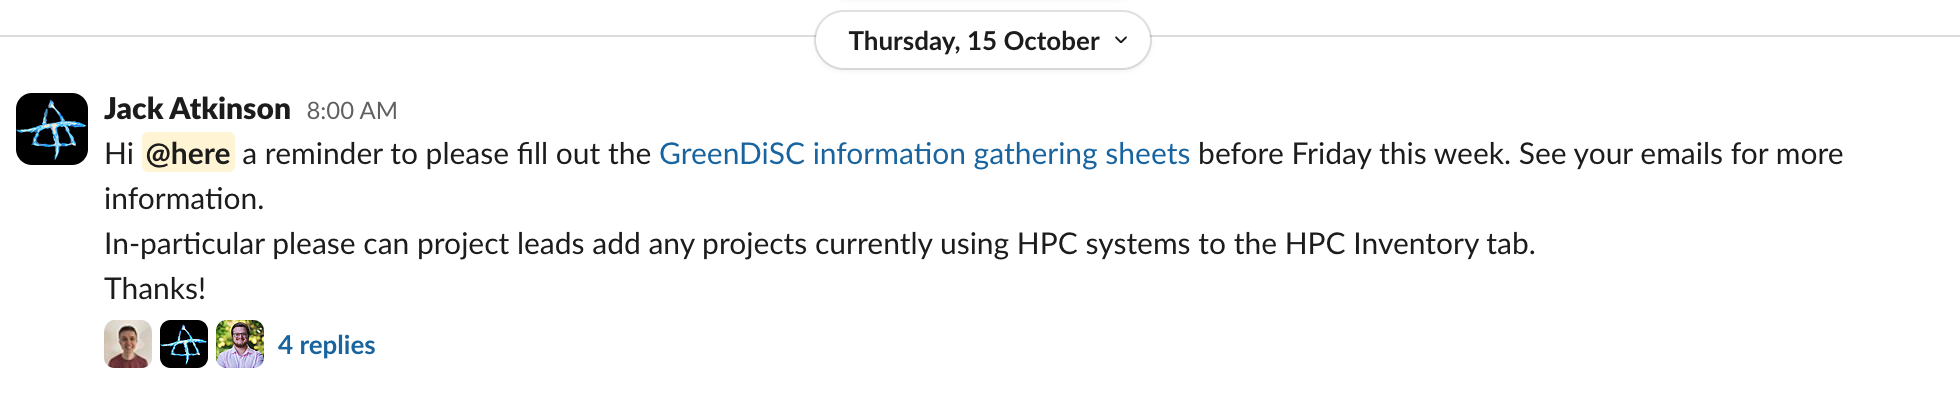 Thursday, 15 October
Jack Atkinson 8:00 AM
Hi @here a reminder to please fill out the GreenDiSC information gathering sheets before Friday this week. See your emails for more
information.
In-particular please can project leads add any projects currently using HPC systems to the HPC Inventory tab.
Thanks!
4 replies